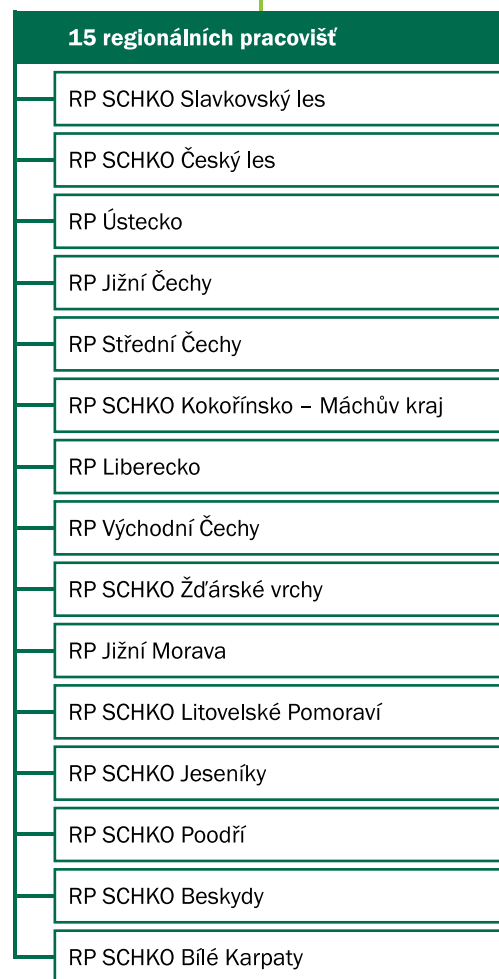 15 regionálních pracovišť
RP SCHKO Slavkovský les
RP SCHKO Český les
RP Ústecko
RP Jižní Čechy
RP Střední Čechy
RP SCHKO Kokořínsko – Máchův kraj
RP Liberecko
RP Východní Čechy
RP SCHKO Žďárské vrchy
RP Jižní Morava
RP SCHKO Litovelské Pomoraví
RP SCHKO Jeseníky
RP SCHKO Poodří
RP SCHKO Beskydy
RP SCHKO Bílé Karpaty